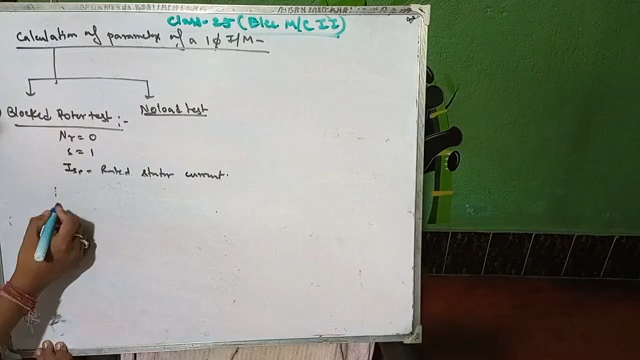 Class-25 (Elec M/C II)
Calculation of parameter of a 1ϕ I/M-
Blocked Rotor test :-
No load test
Nr = 0
s = 1
Isc = Rated stator current.